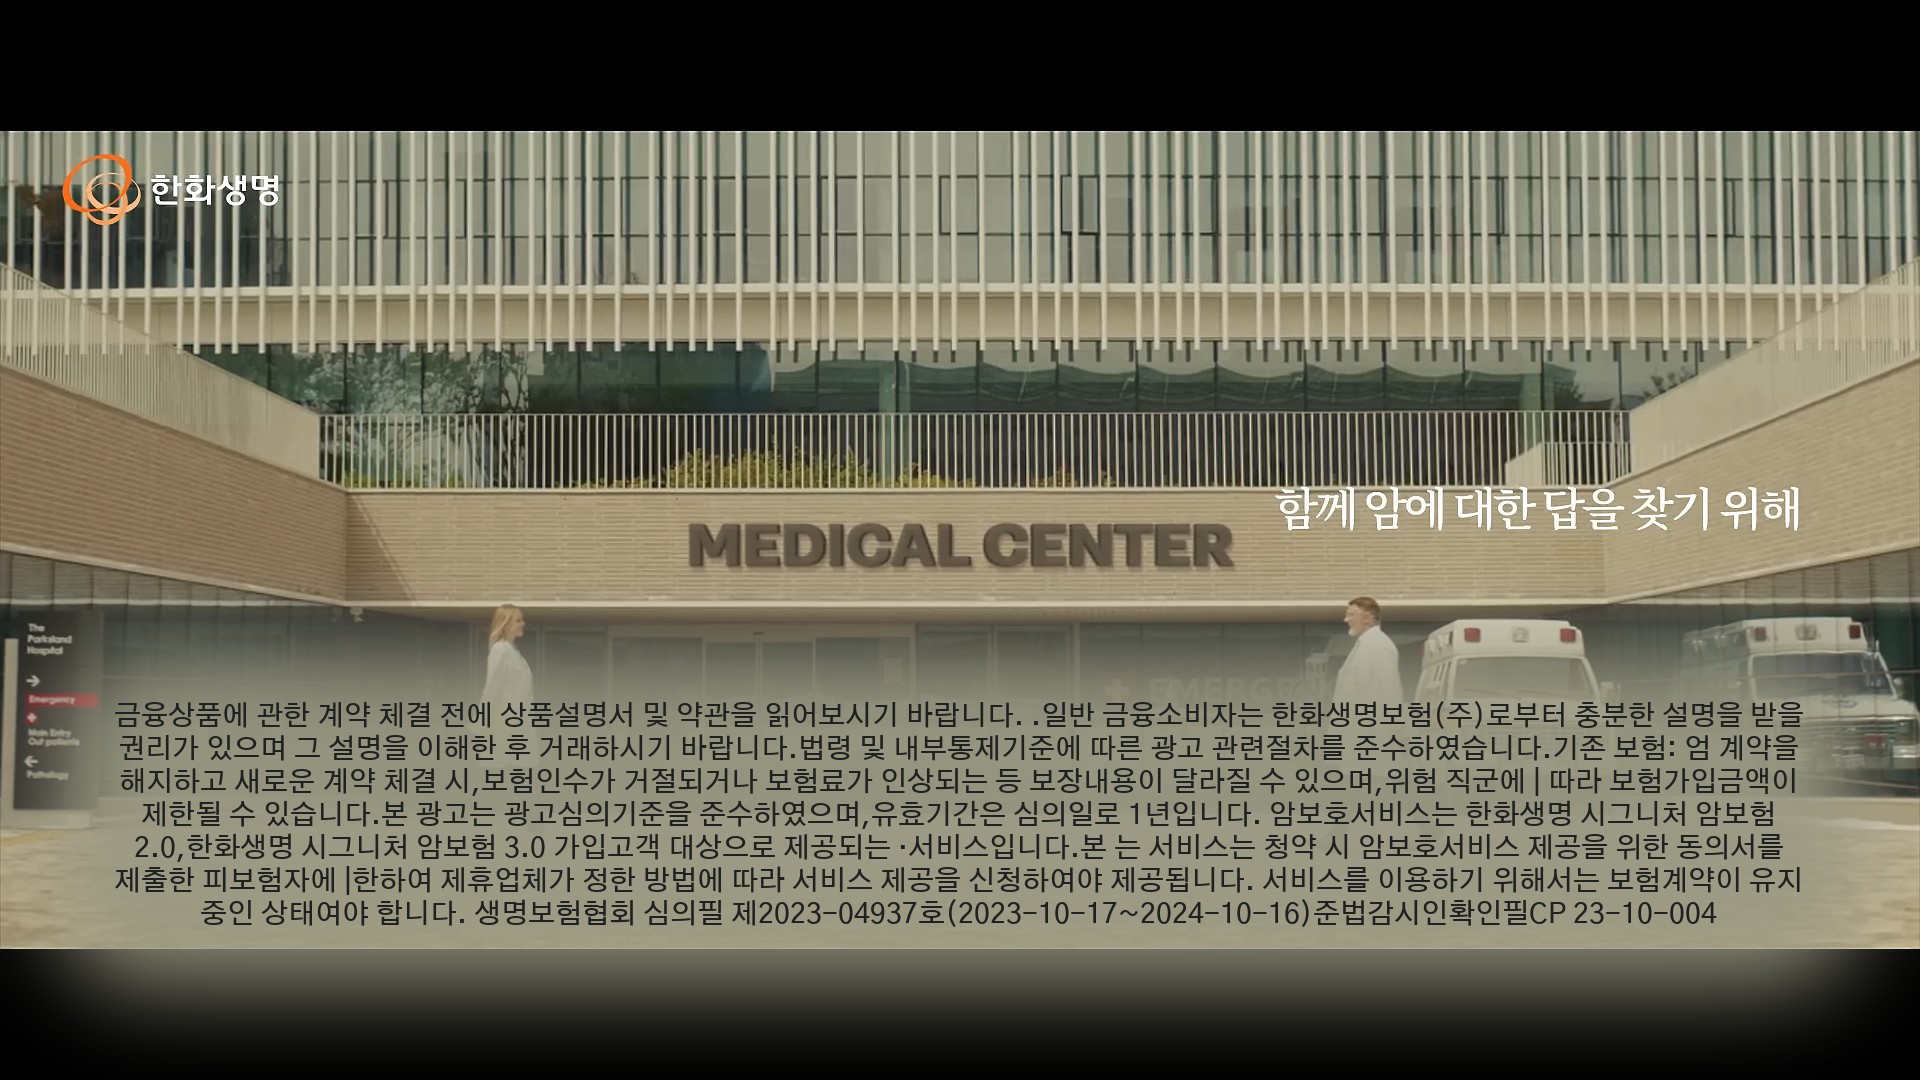 한화생명
함께 암에 대한 답을 찾기 위해
MEDICAL CENTER
The
Parksland
Hospital
Emergency
Main Entry
Out patients
Pathology
EMERGE
금융상품에 관한 계약 체결 전에 상품설명서 및 약관을 읽어보시기 바랍니다. .일반 금융소비자는 한화생명보험(주)로부터 충분한 설명을 받을
권리가 있으며 그 설명을 이해한 후 거래하시기 바랍니다.법령 및 내부통제기준에 따른 광고 관련절차를 준수하였습니다.기존 보험: 엄 계약을
해지하고 새로운 계약 체결 시,보험인수가 거절되거나 보험료가 인상되는 등 보장내용이 달라질 수 있으며,위험 직군에 | 따라 보험가입금액이
제한될 수 있습니다.본 광고는 광고심의기준을 준수하였으며,유효기간은 심의일로 1년입니다. 암보호서비스는 한화생명 시그니처 암보험
2.0,한화생명 시그니처 암보험 3.0 가입고객 대상으로 제공되는 ·서비스입니다.본 는 서비스는 청약 시 암보호서비스 제공을 위한 동의서를
제출한 피보험자에 |한하여 제휴업체가 정한 방법에 따라 서비스 제공을 신청하여야 제공됩니다. 서비스를 이용하기 위해서는 보험계약이 유지
중인 상태여야 합니다. 생명보험협회 심의필 제2023-04937호(2023-10-17~2024-10-16)준법감시인확인필CP 23-10-004